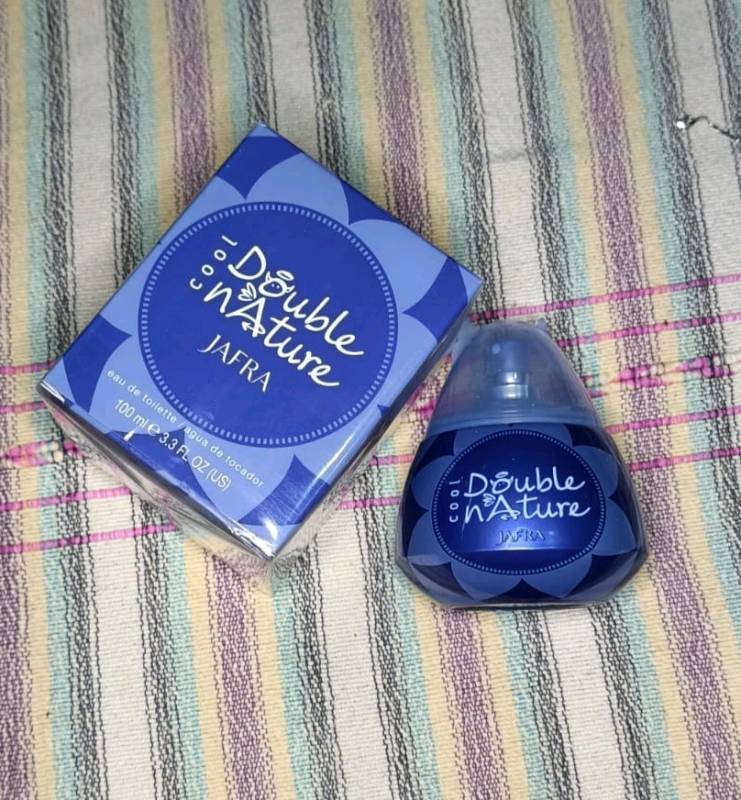 COOL
Double
nAture
JAFRA
eau de toilette / agua de tocador
100 ml e 3.3 FL OZ (US)
COOL
Double
nAture
JAFRA